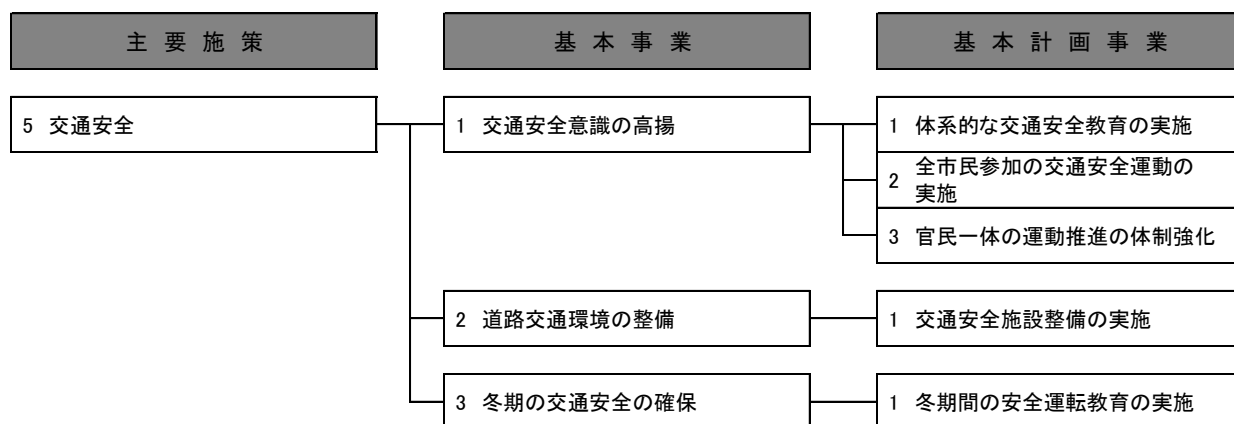 主要施策
基本事業
基本計画事業
5 交通安全
1 交通安全意識の高揚
1 体系的な交通安全教育の実施
2 全市民参加の交通安全運動の
実施
3 官民一体の運動推進の体制強化
2 道路交通環境の整備
1 交通安全施設整備の実施
3 冬期の交通安全の確保
1 冬期間の安全運転教育の実施